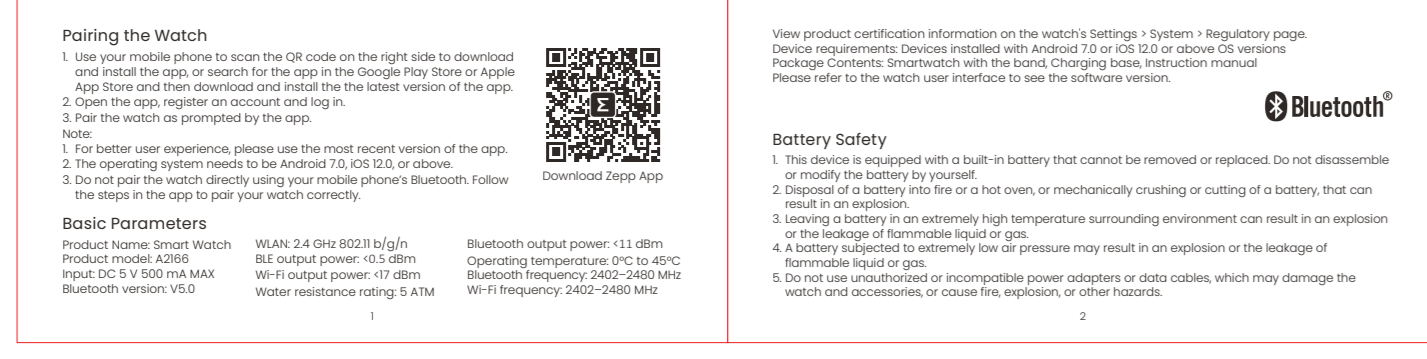 Pairing the Watch
1. Use your mobile phone to scan the QR code on the right side to download
and install the app, or search for the app in the Google Play Store or Apple
App Store and then download and install the the latest version of the app.
2. Open the app, register an account and log in.
3. Pair the watch as prompted by the app.
Note:
1. For better user experience, please use the most recent version of the app.
2. The operating system needs to be Android 7.0, iOS 12.0, or above.
3. Do not pair the watch directly using your mobile phone’s Bluetooth. Follow
the steps in the app to pair your watch correctly.
Download Zepp App
Basic Parameters
Product Name: Smart Watch
Product model: A2166
Input: DC 5 V 500 mA MAX
Bluetooth version: V5.0
WLAN: 2.4 GHz 802.11 b/g/n
BLE output power: <0.5 dBm
Wi-Fi output power: <17 dBm
Water resistance rating: 5 ATM
Bluetooth output power: <11 dBm
Operating temperature: 0°C to 45°C
Bluetooth frequency: 2402–2480 MHz
Wi-Fi frequency: 2402–2480 MHz
1
View product certification information on the watch's Settings > System > Regulatory page.
Device requirements: Devices installed with Android 7.0 or iOS 12.0 or above OS versions
Package Contents: Smartwatch with the band, Charging base, Instruction manual
Please refer to the watch user interface to see the software version.
Bluetooth®
Battery Safety
1. This device is equipped with a built-in battery that cannot be removed or replaced. Do not disassemble
or modify the battery by yourself.
2. Disposal of a battery into fire or a hot oven, or mechanically crushing or cutting of a battery, that can
result in an explosion.
3. Leaving a battery in an extremely high temperature surrounding environment can result in an explosion
or the leakage of flammable liquid or gas.
4. A battery subjected to extremely low air pressure may result in an explosion or the leakage of
flammable liquid or gas.
5. Do not use unauthorized or incompatible power adapters or data cables, which may damage the
watch and accessories, or cause fire, explosion, or other hazards.
2